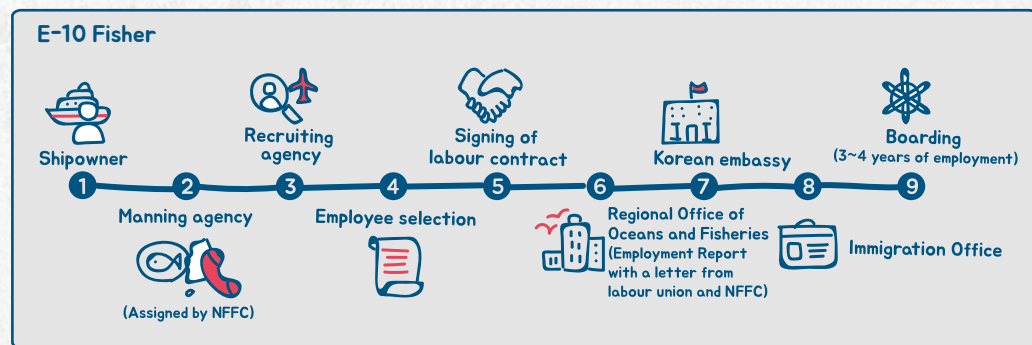 E-10 Fisher
Shipowner
1
Manning agency
(Assigned by NFFC)
2
Recruiting
agency
3
Employee selection
4
Signing of
labour contract
5
Regional Office of
Oceans and Fisheries
(Employment Report
with a letter from
labour union and NFFC)
6
Korean embassy
7
Immigration Office
8
Boarding
(3~4 years of employment)
9